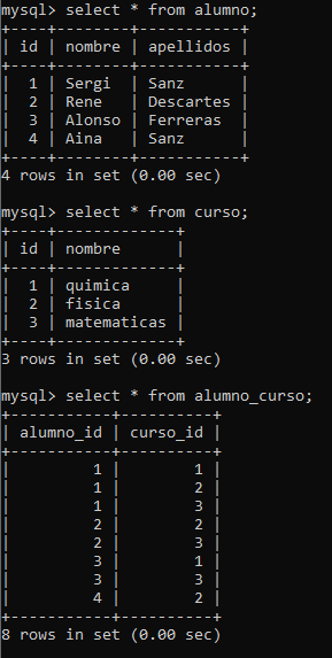 mysql> select * from alumno;
+----+--------+-----------+
| id | nombre | apellidos |
+----+--------+-----------+
|  1 | Sergi  | Sanz      |
|  2 | Rene   | Descartes |
|  3 | Alonso | Ferreras  |
|  4 | Aina   | Sanz      |
+----+--------+-----------+
4 rows in set (0.00 sec)

mysql> select * from curso;
+----+-------------+
| id | nombre      |
+----+-------------+
|  1 | quimica     |
|  2 | fisica      |
|  3 | matematicas |
+----+-------------+
3 rows in set (0.00 sec)

mysql> select * from alumno_curso;
+-----------+----------+
| alumno_id | curso_id |
+-----------+----------+
|         1 |        1 |
|         1 |        2 |
|         1 |        3 |
|         2 |        2 |
|         2 |        3 |
|         3 |        1 |
|         3 |        3 |
|         4 |        2 |
+-----------+----------+
8 rows in set (0.00 sec)